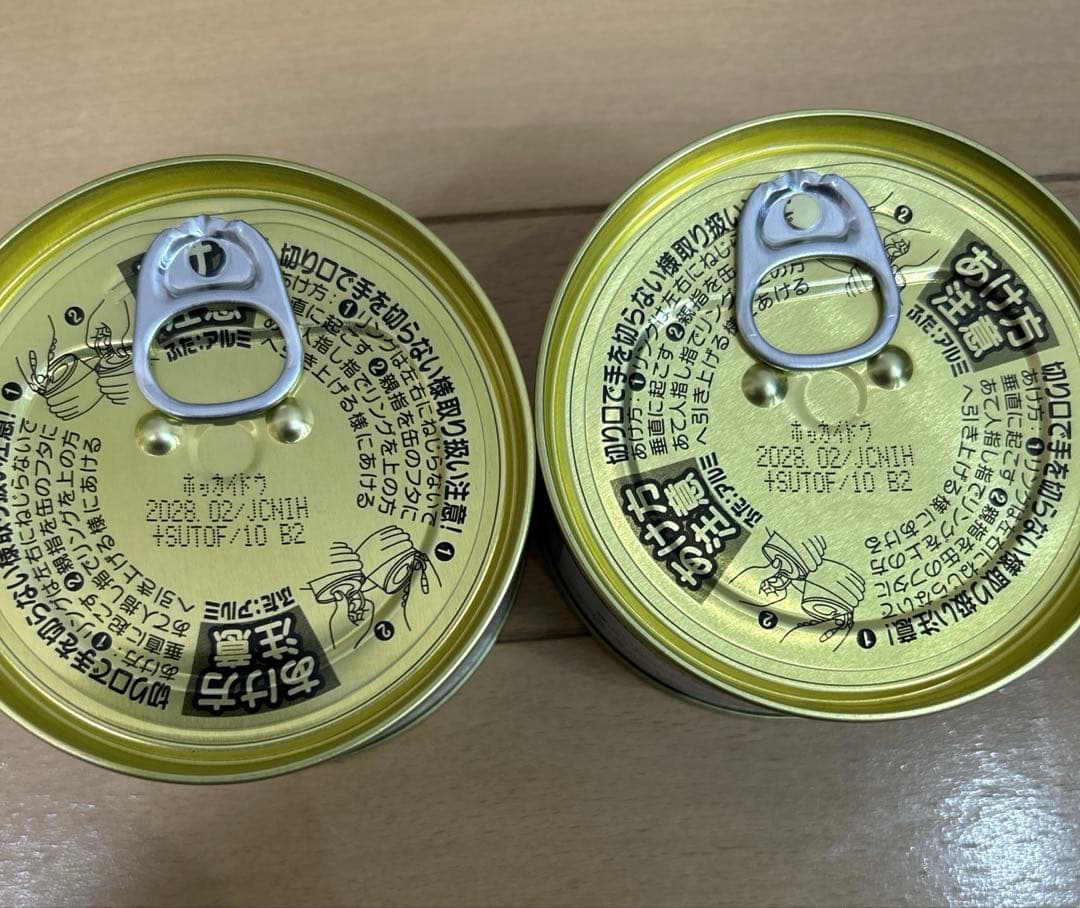 あけ方
注意
ふた:アルミ
切り口で手を切らない様取り扱い注意!
あけ方:❶リングは左右にねじらないで
垂直に起こす❷親指を缶のフタに
あて人指し指でリングを上の方
へ引き上げる様にあける
❶
❷
ホッカイドウ
2028.02/JCNIH
+SUTOF/10 B2
あけ方
注意
ふた:アルミ
切り口で手を切らない様取り扱い注意!
あけ方:❶リングは左右にねじらないで
垂直に起こす❷親指を缶のフタに
あて人指し指でリングを上の方
へ引き上げる様にあける
❶
❷
ホッカイドウ
2028.02/JCNIH
+SUTOF/10 B2